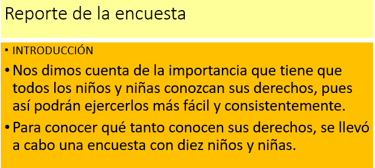 Reporte de la encuesta
• INTRODUCCIÓN
• Nos dimos cuenta de la importancia que tiene que
todos los niños y niñas conozcan sus derechos, pues
así podrán ejercerlos más fácil y consistentemente.
• Para conocer qué tanto conocen sus derechos, se llevó
a cabo una encuesta con diez niños y niñas.